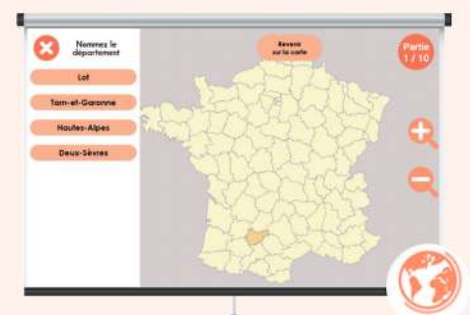 Nommez le
département
Lot
Tarn-et-Garonne
Hautes-Alpes
Deux-Sèvres
Revenir
sur la carte
Partie
1 / 10